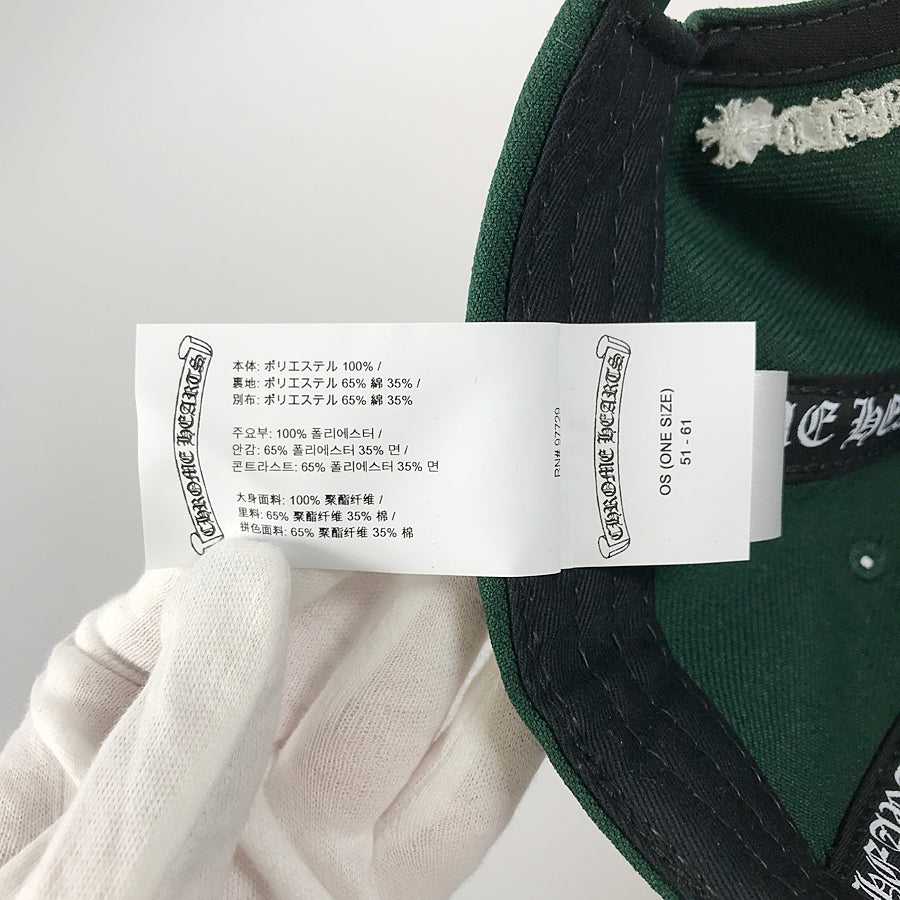 CHROME HEARTS
本体: ポリエステル 100% /
裏地: ポリエステル 65% 綿 35% /
別布: ポリエステル 65% 綿 35%
주요부: 100% 폴리에스터 /
안감: 65% 폴리에스터 35% 면 /
콘트라스트: 65% 폴리에스터 35% 면
大身面料: 100% 聚酯纤维 /
里料: 65% 聚酯纤维 35% 棉 /
拼色面料: 65% 聚酯纤维 35% 棉
RN# 97729
CHROME HEARTS
OS (ONE SIZE)
51 - 61